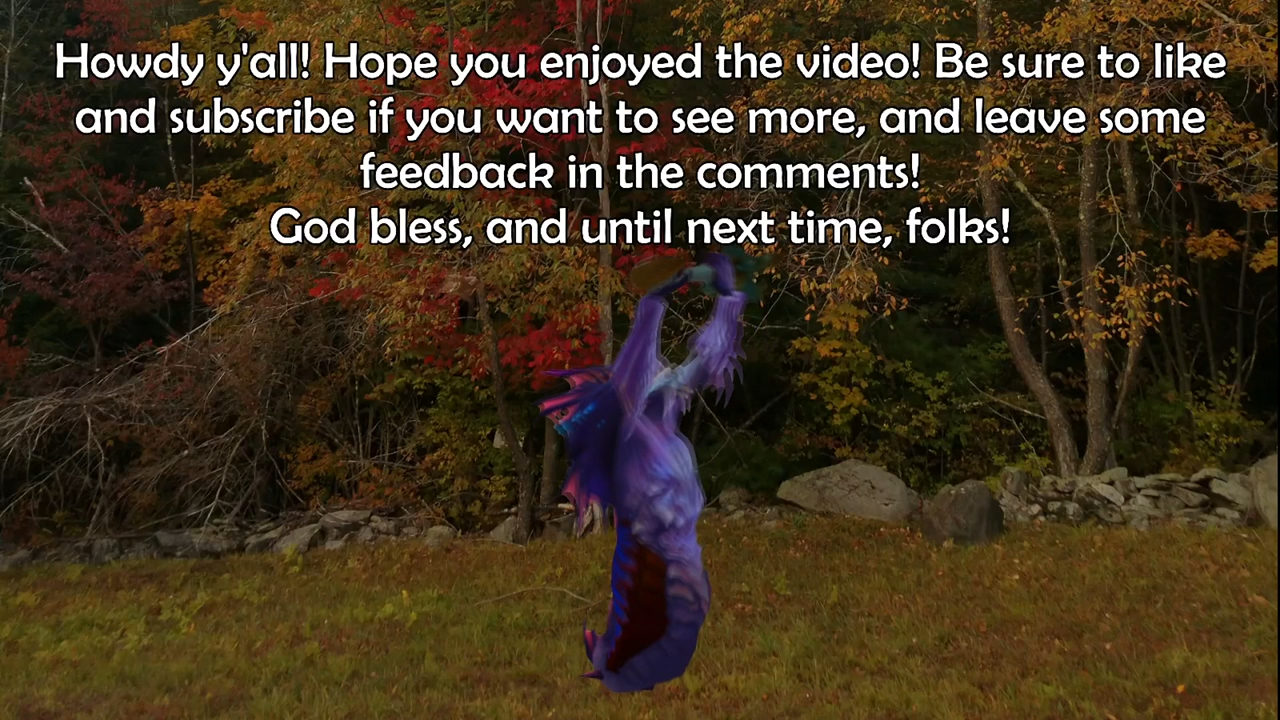 Howdy y'all! Hope you enjoyed the video! Be sure to like
and subscribe if you want to see more, and leave some
feedback in the comments!
God bless, and until next time, folks!